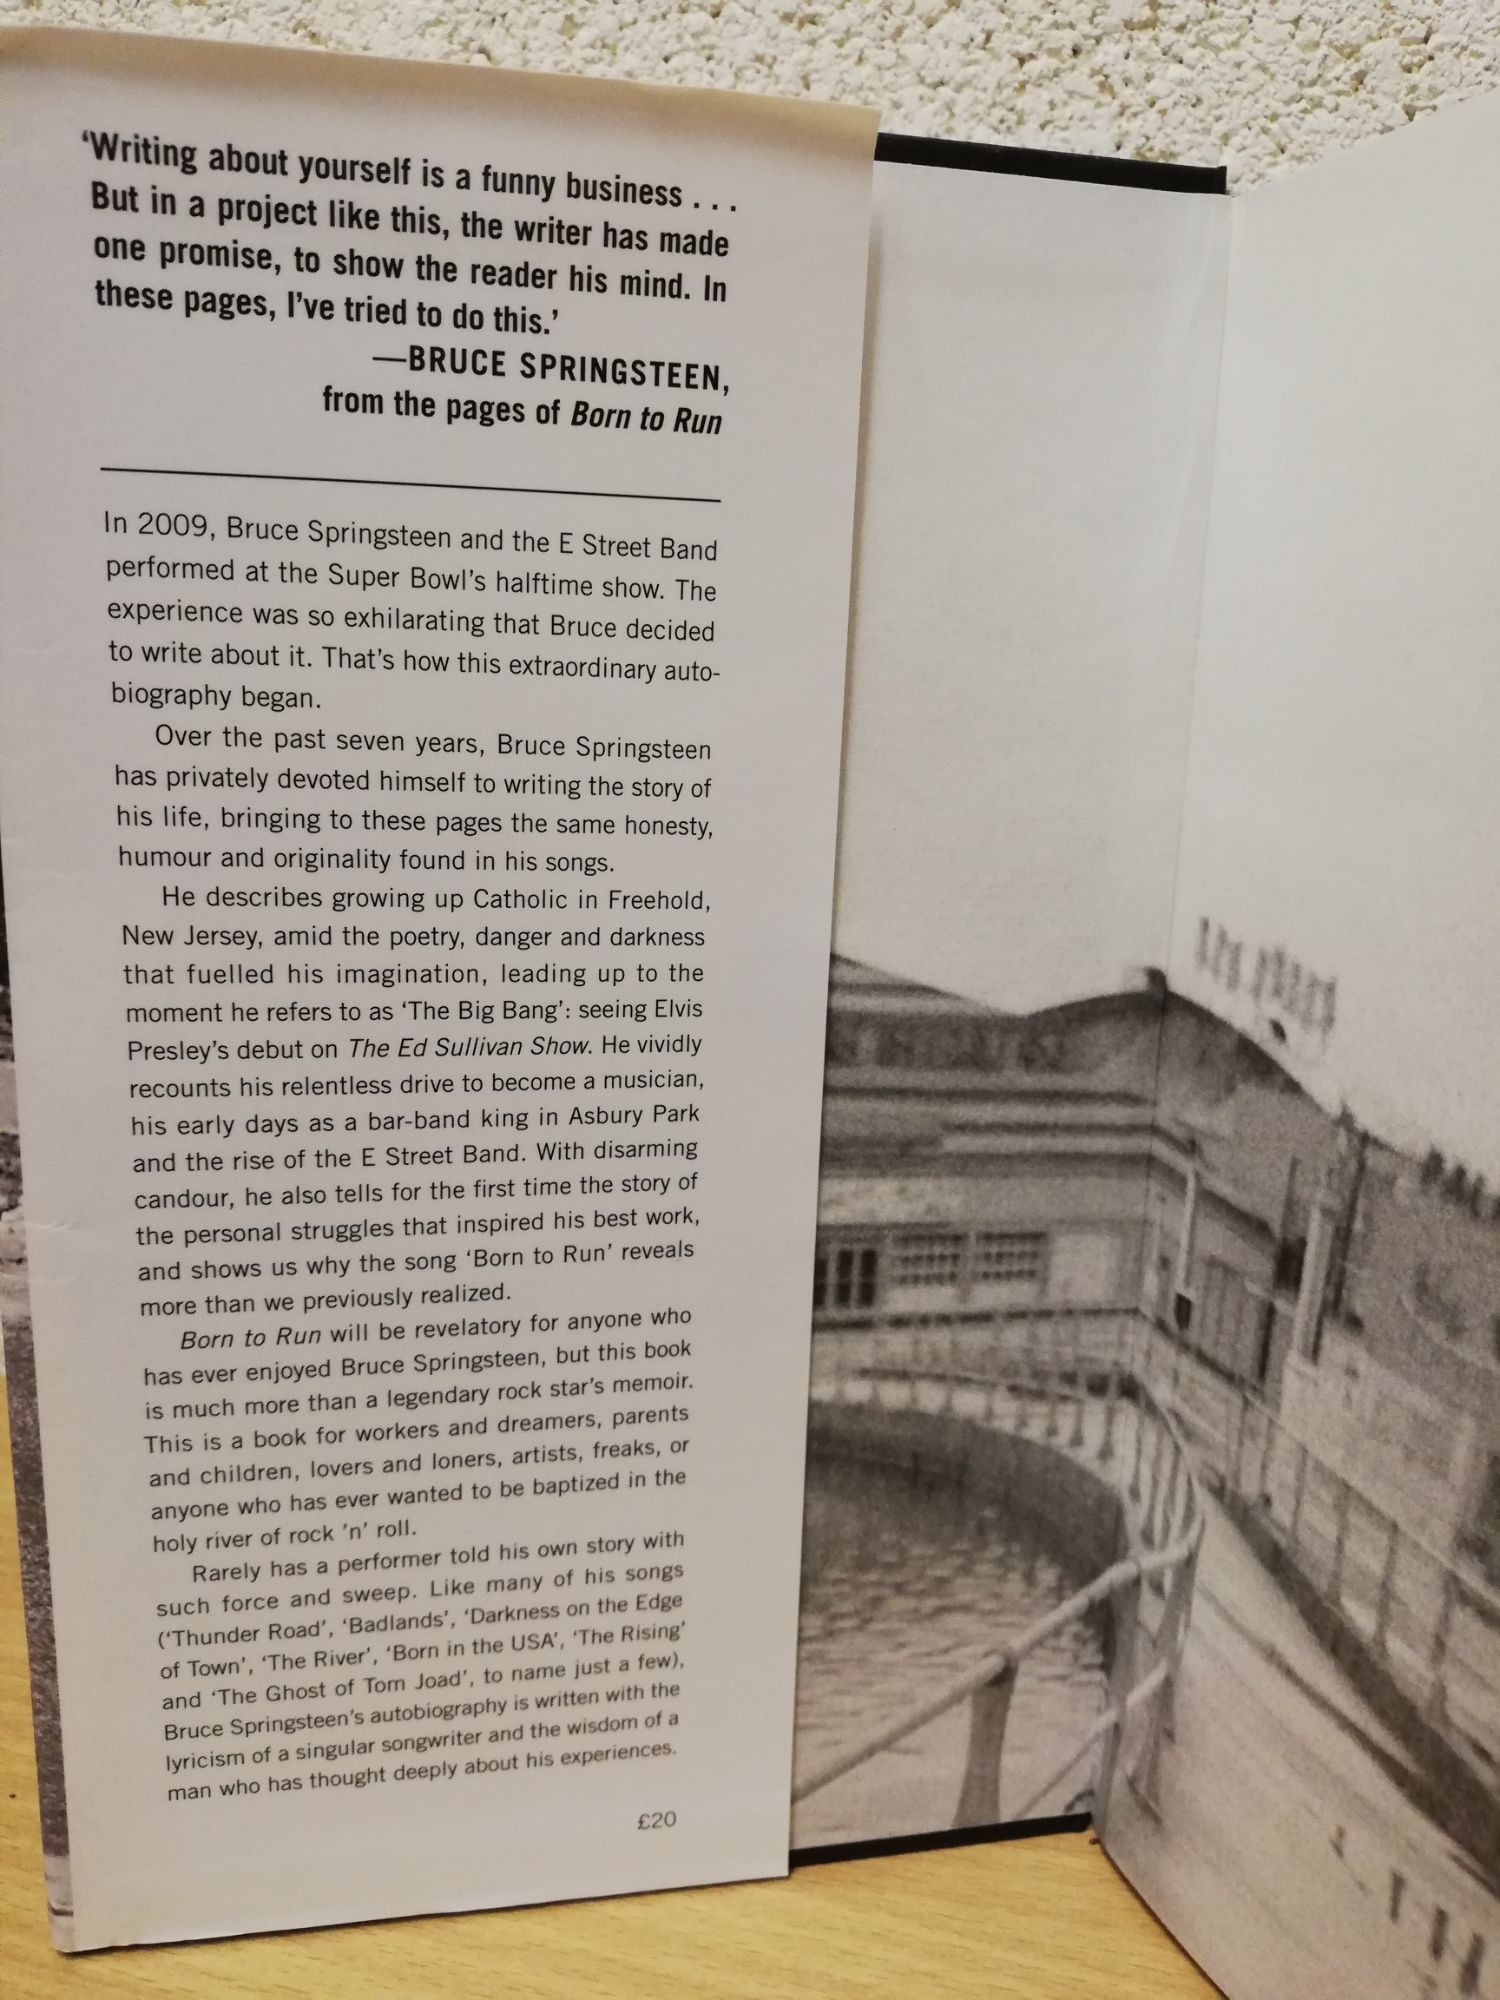 ‘Writing about yourself is a funny business . . .
But in a project like this, the writer has made
one promise, to show the reader his mind. In
these pages, I’ve tried to do this.’
—BRUCE SPRINGSTEEN,
from the pages of Born to Run
In 2009, Bruce Springsteen and the E Street Band
performed at the Super Bowl’s halftime show. The
experience was so exhilarating that Bruce decided
to write about it. That’s how this extraordinary auto-
biography began.
Over the past seven years, Bruce Springsteen
has privately devoted himself to writing the story of
his life, bringing to these pages the same honesty,
humour and originality found in his songs.
He describes growing up Catholic in Freehold,
New Jersey, amid the poetry, danger and darkness
that fuelled his imagination, leading up to the
moment he refers to as ‘The Big Bang’: seeing Elvis
Presley’s debut on The Ed Sullivan Show. He vividly
recounts his relentless drive to become a musician,
his early days as a bar-band king in Asbury Park
and the rise of the E Street Band. With disarming
candour, he also tells for the first time the story of
the personal struggles that inspired his best work,
and shows us why the song ‘Born to Run’ reveals
more than we previously realized.
Born to Run will be revelatory for anyone who
has ever enjoyed Bruce Springsteen, but this book
is much more than a legendary rock star’s memoir.
This is a book for workers and dreamers, parents
and children, lovers and loners, artists, freaks, or
anyone who has ever wanted to be baptized in the
holy river of rock ’n’ roll.
Rarely has a performer told his own story with
such force and sweep. Like many of his songs
(‘Thunder Road’, ‘Badlands’, ‘Darkness on the Edge
of Town’, ‘The River’, ‘Born in the USA’, ‘The Rising’
and ‘The Ghost of Tom Joad’, to name just a few),
Bruce Springsteen’s autobiography is written with the
lyricism of a singular songwriter and the wisdom of a
man who has thought deeply about his experiences.
£20